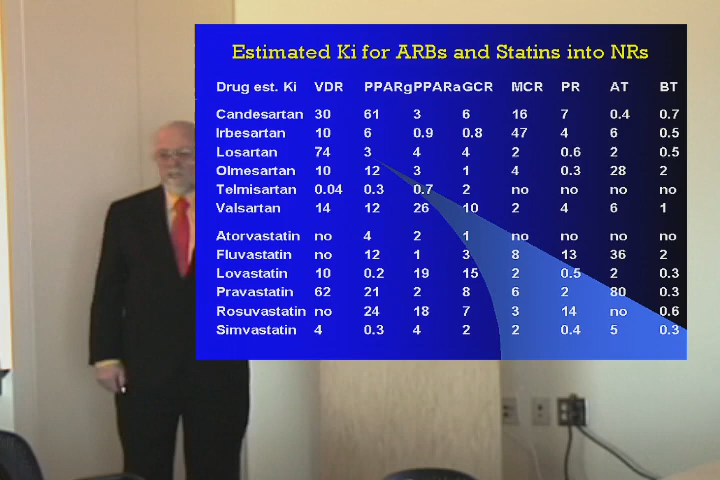 Estimated Ki for ARBs and Statins into NRs
Drug est. Ki VDR PPARg PPARa GCR MCR PR AT BT
Candesartan 30 61 3 6 16 7 0.4 0.7
Irbesartan 10 6 0.9 0.8 47 4 6 0.5
Losartan 74 3 4 4 2 0.6 2 0.5
Olmesartan 10 12 3 1 4 0.3 28 2
Telmisartan 0.04 0.3 0.7 2 no no no no
Valsartan 14 12 26 10 2 4 6 1
Atorvastatin no 4 2 1 no no no no
Fluvastatin no 12 1 3 8 13 36 2
Lovastatin 10 0.2 19 15 2 0.5 2 0.3
Pravastatin 62 21 2 8 6 2 80 0.3
Rosuvastatin no 24 18 7 3 14 no 0.6
Simvastatin 4 0.3 4 2 2 0.4 5 0.3